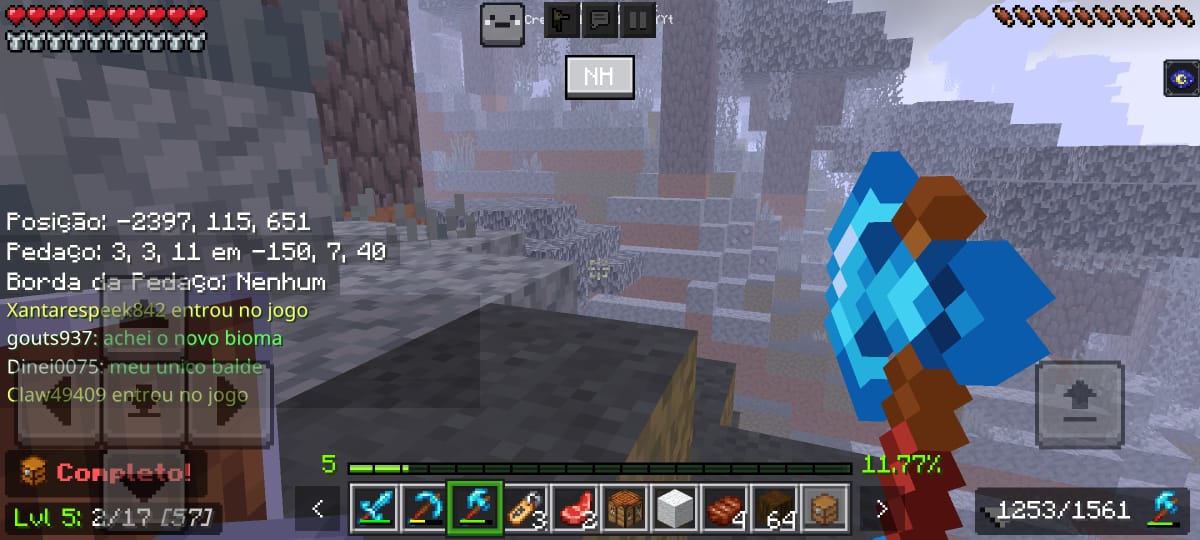 Cre
Yt
NH
Posição: -2397, 115, 651
Pedaço: 3, 3, 11 em -150, 7, 40
Borda da Pedaço: Nenhum
Xantarespeek842 entrou no jogo
gouts937: achei o novo bioma
Dinei0075: meu unico balde
Claw49409 entrou no jogo
Completo!
Lvl 5: 2/17 [57]
5
11.77%
3
2
4
64
1253/1561